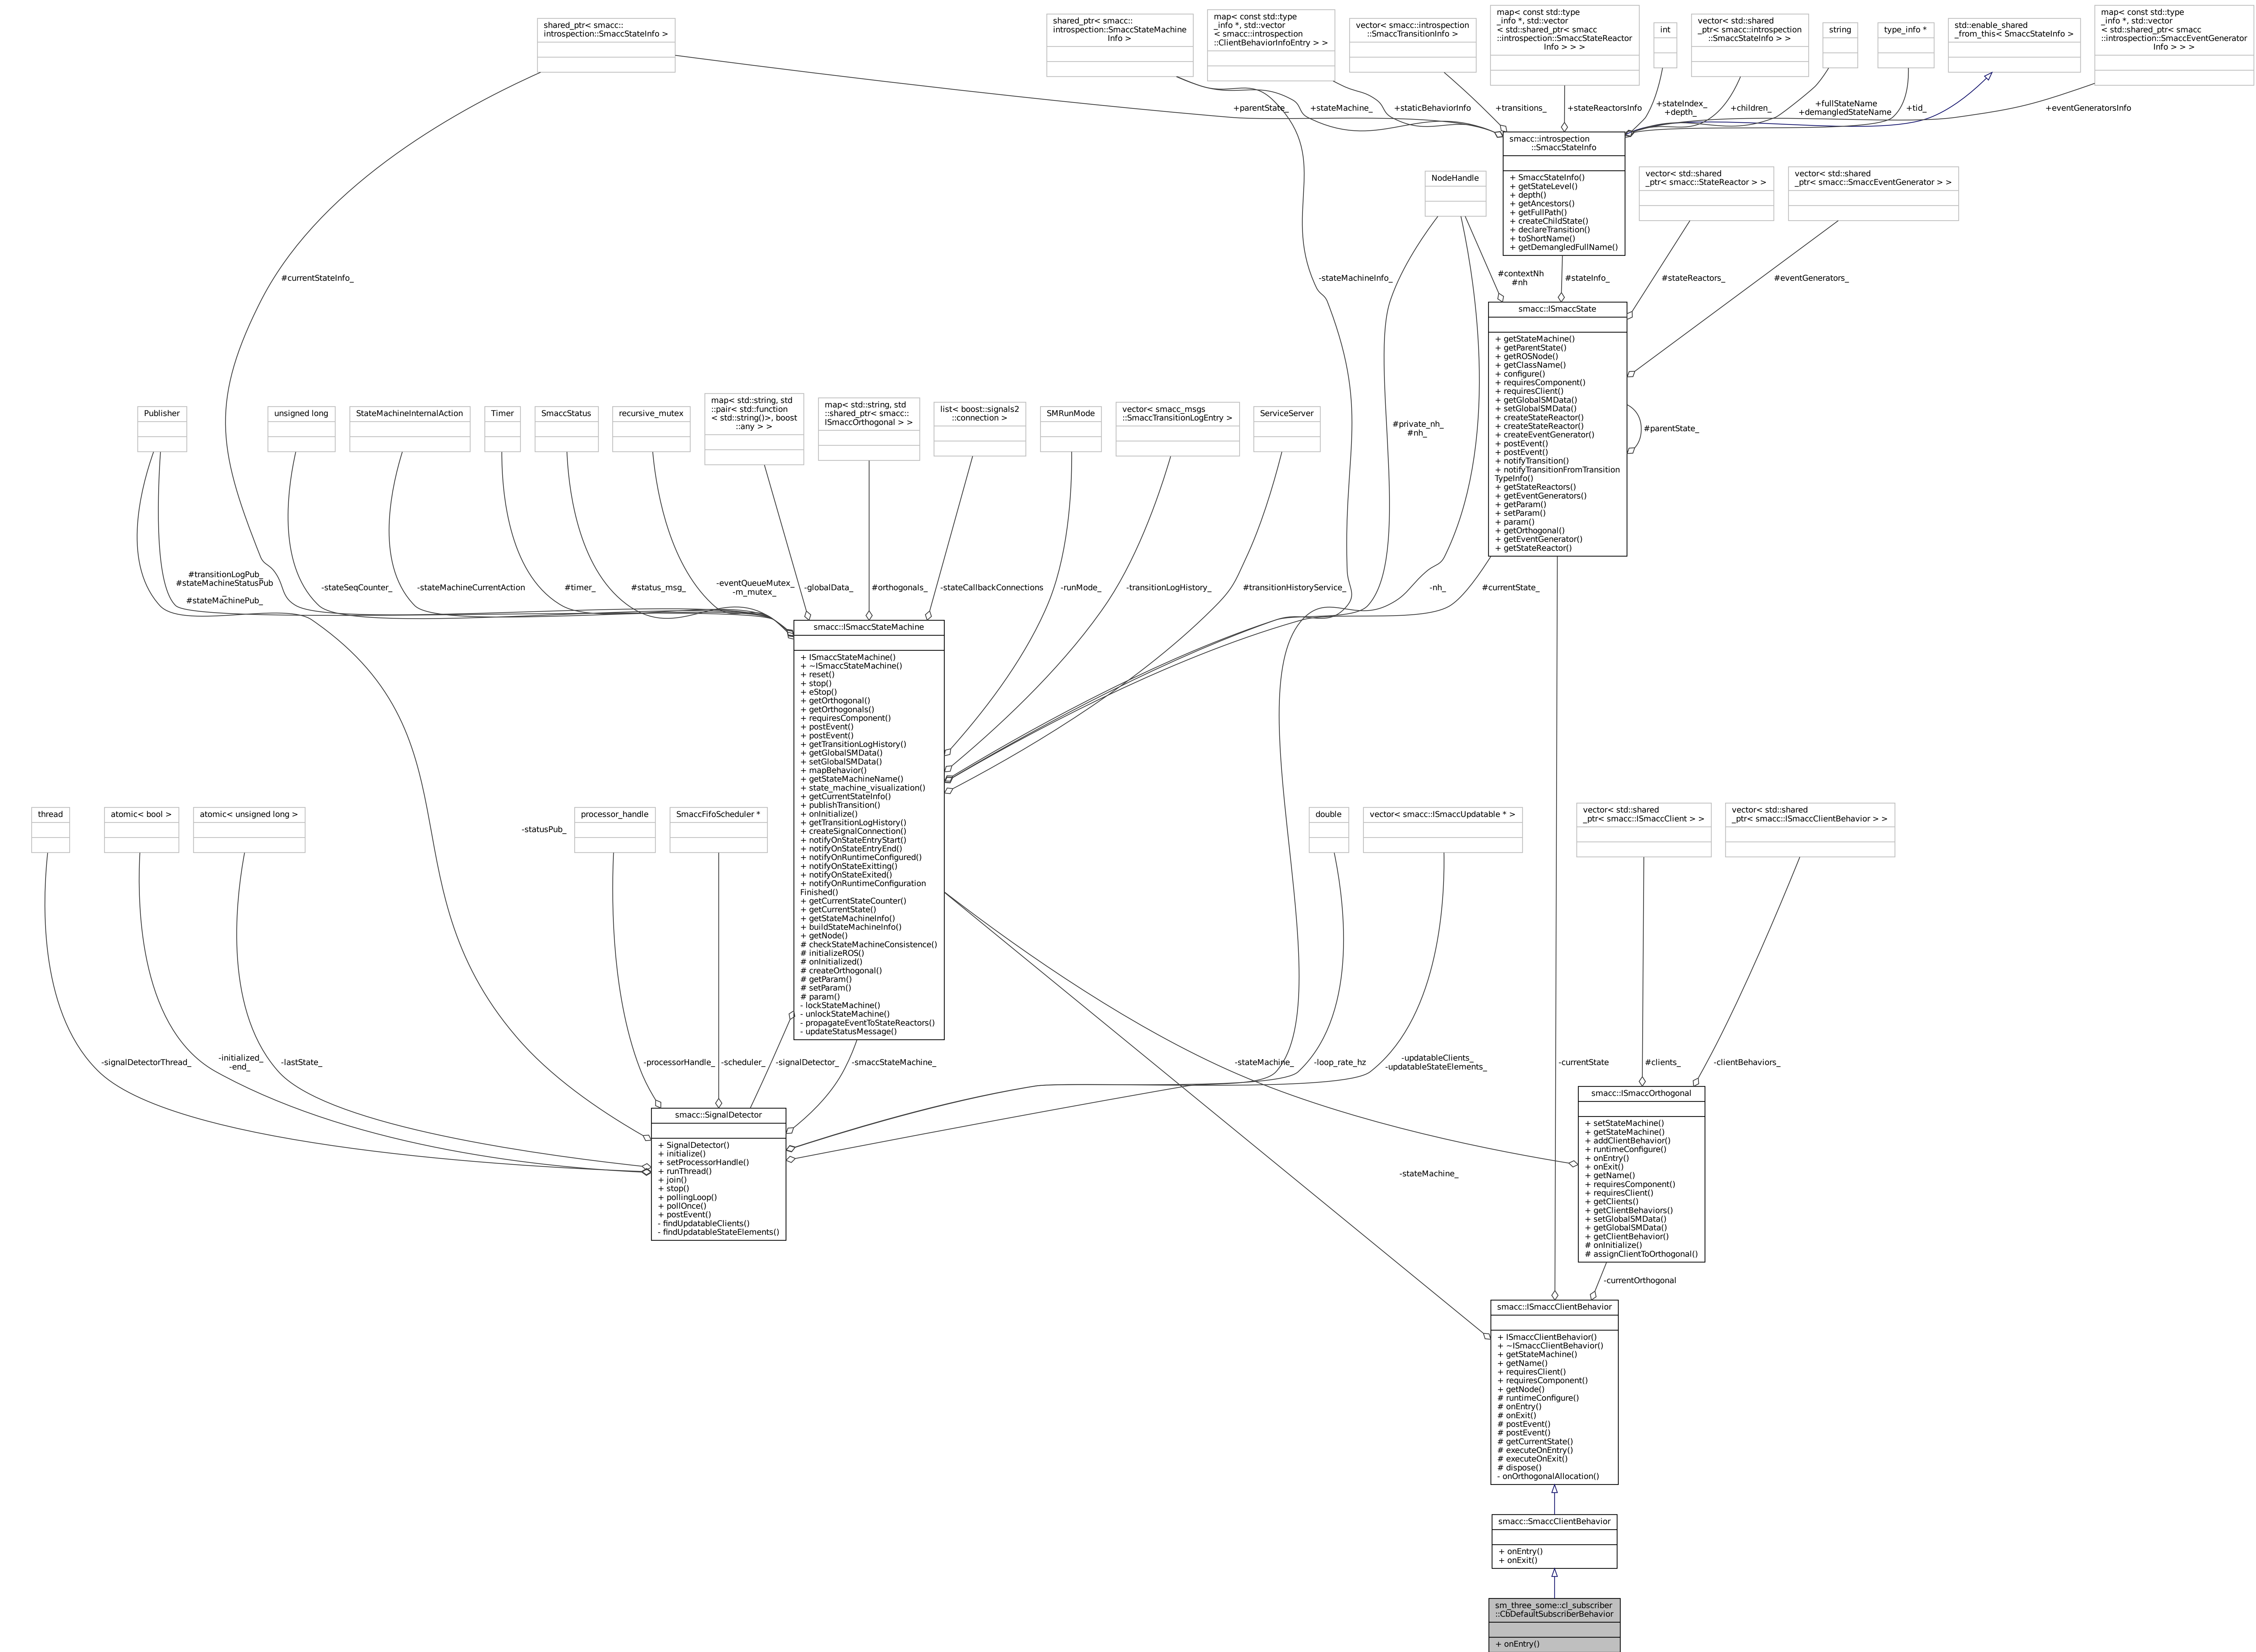 shared_ptr< smacc::
introspection::SmaccStateInfo >
shared_ptr< smacc::
introspection::SmaccStateMachine
Info >
map< const std::type
_info *, std::vector
< smacc::introspection
::ClientBehaviorInfoEntry > >
vector< smacc::introspection
::SmaccTransitionInfo >
map< const std::type
_info *, std::vector
< std::shared_ptr< smacc
::introspection::SmaccStateReactor
Info > > >
int
vector< std::shared
_ptr< smacc::introspection
::SmaccStateInfo > >
string
type_info *
std::enable_shared
_from_this< SmaccStateInfo >
map< const std::type
_info *, std::vector
< std::shared_ptr< smacc
::introspection::SmaccEventGenerator
Info > > >
+parentState_
+stateMachine_
+staticBehaviorInfo
+transitions_
+stateReactorsInfo
+stateIndex_
+depth_
+children_
+fullStateName
+demangledStateName
+tid_
+eventGeneratorsInfo
smacc::introspection
::SmaccStateInfo
+ SmaccStateInfo()
+ getStateLevel()
+ depth()
+ getAncestors()
+ getFullPath()
+ createChildState()
+ declareTransition()
+ toShortName()
+ getDemangledFullName()
NodeHandle
vector< std::shared
_ptr< smacc::StateReactor > >
vector< std::shared
_ptr< smacc::SmaccEventGenerator > >
#currentStateInfo_
-stateMachineInfo_
#contextNh
#nh
#stateInfo_
#stateReactors_
#eventGenerators_
smacc::ISmaccState
+ getStateMachine()
+ getParentState()
+ getROSNode()
+ getClassName()
+ configure()
+ requiresComponent()
+ requiresClient()
+ getGlobalSMData()
+ setGlobalSMData()
+ createStateReactor()
+ createStateReactor()
+ createEventGenerator()
+ postEvent()
+ postEvent()
+ notifyTransition()
+ notifyTransitionFromTransition
TypeInfo()
+ getStateReactors()
+ getEventGenerators()
+ getParam()
+ setParam()
+ param()
+ getOrthogonal()
+ getEventGenerator()
+ getStateReactor()
#parentState_
Publisher
unsigned long
StateMachineInternalAction
Timer
SmaccStatus
recursive_mutex
map< std::string, std
::pair< std::function
< std::string()>, boost
::any > >
map< std::string, std
::shared_ptr< smacc::
ISmaccOrthogonal > >
list< boost::signals2
::connection >
SMRunMode
vector< smacc_msgs
::SmaccTransitionLogEntry >
ServiceServer
#private_nh_
#nh_
#transitionLogPub_
#stateMachineStatusPub
_
#stateMachinePub_
-stateSeqCounter_
-stateMachineCurrentAction
#timer_
#status_msg_
-eventQueueMutex_
-m_mutex_
-globalData_
#orthogonals_
-stateCallbackConnections
-runMode_
-transitionLogHistory_
#transitionHistoryService_
-nh_
#currentState_
smacc::ISmaccStateMachine
+ ISmaccStateMachine()
+ ~ISmaccStateMachine()
+ reset()
+ stop()
+ eStop()
+ getOrthogonal()
+ getOrthogonals()
+ requiresComponent()
+ postEvent()
+ postEvent()
+ getTransitionLogHistory()
+ getGlobalSMData()
+ setGlobalSMData()
+ mapBehavior()
+ getStateMachineName()
+ state_machine_visualization()
+ getCurrentStateInfo()
+ publishTransition()
+ onInitialize()
+ getTransitionLogHistory()
+ createSignalConnection()
+ notifyOnStateEntryStart()
+ notifyOnStateEntryEnd()
+ notifyOnRuntimeConfigured()
+ notifyOnStateExitting()
+ notifyOnStateExited()
+ notifyOnRuntimeConfiguration
Finished()
+ getCurrentStateCounter()
+ getCurrentState()
+ getStateMachineInfo()
+ buildStateMachineInfo()
+ getNode()
# checkStateMachineConsistence()
# initializeROS()
# onInitialized()
# createOrthogonal()
# getParam()
# setParam()
# param()
- lockStateMachine()
- unlockStateMachine()
- propagateEventToStateReactors()
- updateStatusMessage()
thread
atomic< bool >
atomic< unsigned long >
-statusPub_
processor_handle
SmaccFifoScheduler *
double
vector< smacc::ISmaccUpdatable * >
vector< std::shared
_ptr< smacc::ISmaccClient > >
vector< std::shared
_ptr< smacc::ISmaccClientBehavior > >
-signalDetectorThread_
-initialized_
-end_
-lastState_
-processorHandle_
-scheduler_
-signalDetector_
-smaccStateMachine_
-stateMachine_
-loop_rate_hz
-updatableClients_
-updatableStateElements_
-currentState
#clients_
-clientBehaviors_
smacc::SignalDetector
+ SignalDetector()
+ initialize()
+ setProcessorHandle()
+ runThread()
+ join()
+ stop()
+ pollingLoop()
+ pollOnce()
+ postEvent()
- findUpdatableClients()
- findUpdatableStateElements()
smacc::ISmaccOrthogonal
+ setStateMachine()
+ getStateMachine()
+ addClientBehavior()
+ runtimeConfigure()
+ onEntry()
+ onExit()
+ getName()
+ requiresComponent()
+ requiresClient()
+ getClients()
+ getClientBehaviors()
+ setGlobalSMData()
+ getGlobalSMData()
+ getClientBehavior()
# onInitialize()
# assignClientToOrthogonal()
-stateMachine_
-currentOrthogonal
smacc::ISmaccClientBehavior
+ ISmaccClientBehavior()
+ ~ISmaccClientBehavior()
+ getStateMachine()
+ getName()
+ requiresClient()
+ requiresComponent()
+ getNode()
# runtimeConfigure()
# onEntry()
# onExit()
# postEvent()
# postEvent()
# getCurrentState()
# executeOnEntry()
# executeOnExit()
# dispose()
- onOrthogonalAllocation()
smacc::SmaccClientBehavior
+ onEntry()
+ onExit()
sm_three_some::cl_subscriber
::CbDefaultSubscriberBehavior
+ onEntry()